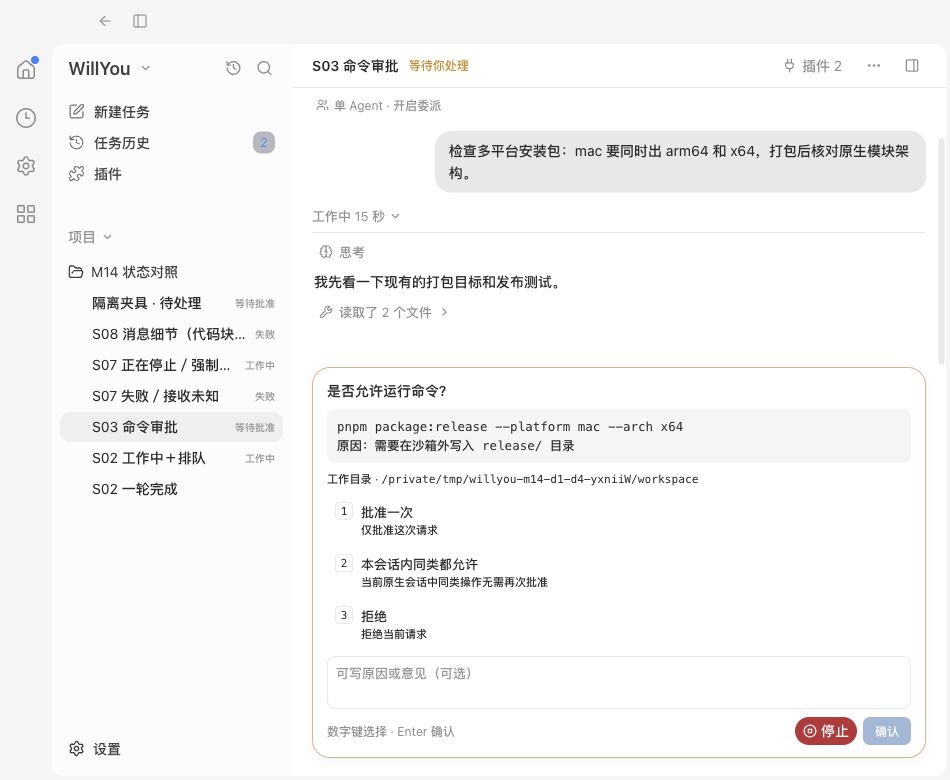 WillYou
新建任务
任务历史
2
插件
项目
M14 状态对照
隔离夹具 · 待处理 等待批准
S08 消息细节（代码块... 失败
S07 正在停止 / 强制... 工作中
S07 失败 / 接收未知 失败
S03 命令审批 等待批准
S02 工作中＋排队 工作中
S02 一轮完成
设置
S03 命令审批 等待你处理
插件 2
单 Agent · 开启委派
检查多平台安装包：mac 要同时出 arm64 和 x64，打包后核对原生模块架
构。
工作中 15 秒
思考
我先看一下现有的打包目标和发布测试。
读取了 2 个文件
是否允许运行命令?
pnpm package:release --platform mac --arch x64
原因：需要在沙箱外写入 release/ 目录
工作目录 · /private/tmp/willyou-m14-d1-d4-yxniiW/workspace
1 批准一次
仅批准这次请求
2 本会话内同类都允许
当前原生会话中同类操作无需再次批准
3 拒绝
拒绝当前请求
可写原因或意见（可选）
数字键选择 · Enter 确认
停止
确认